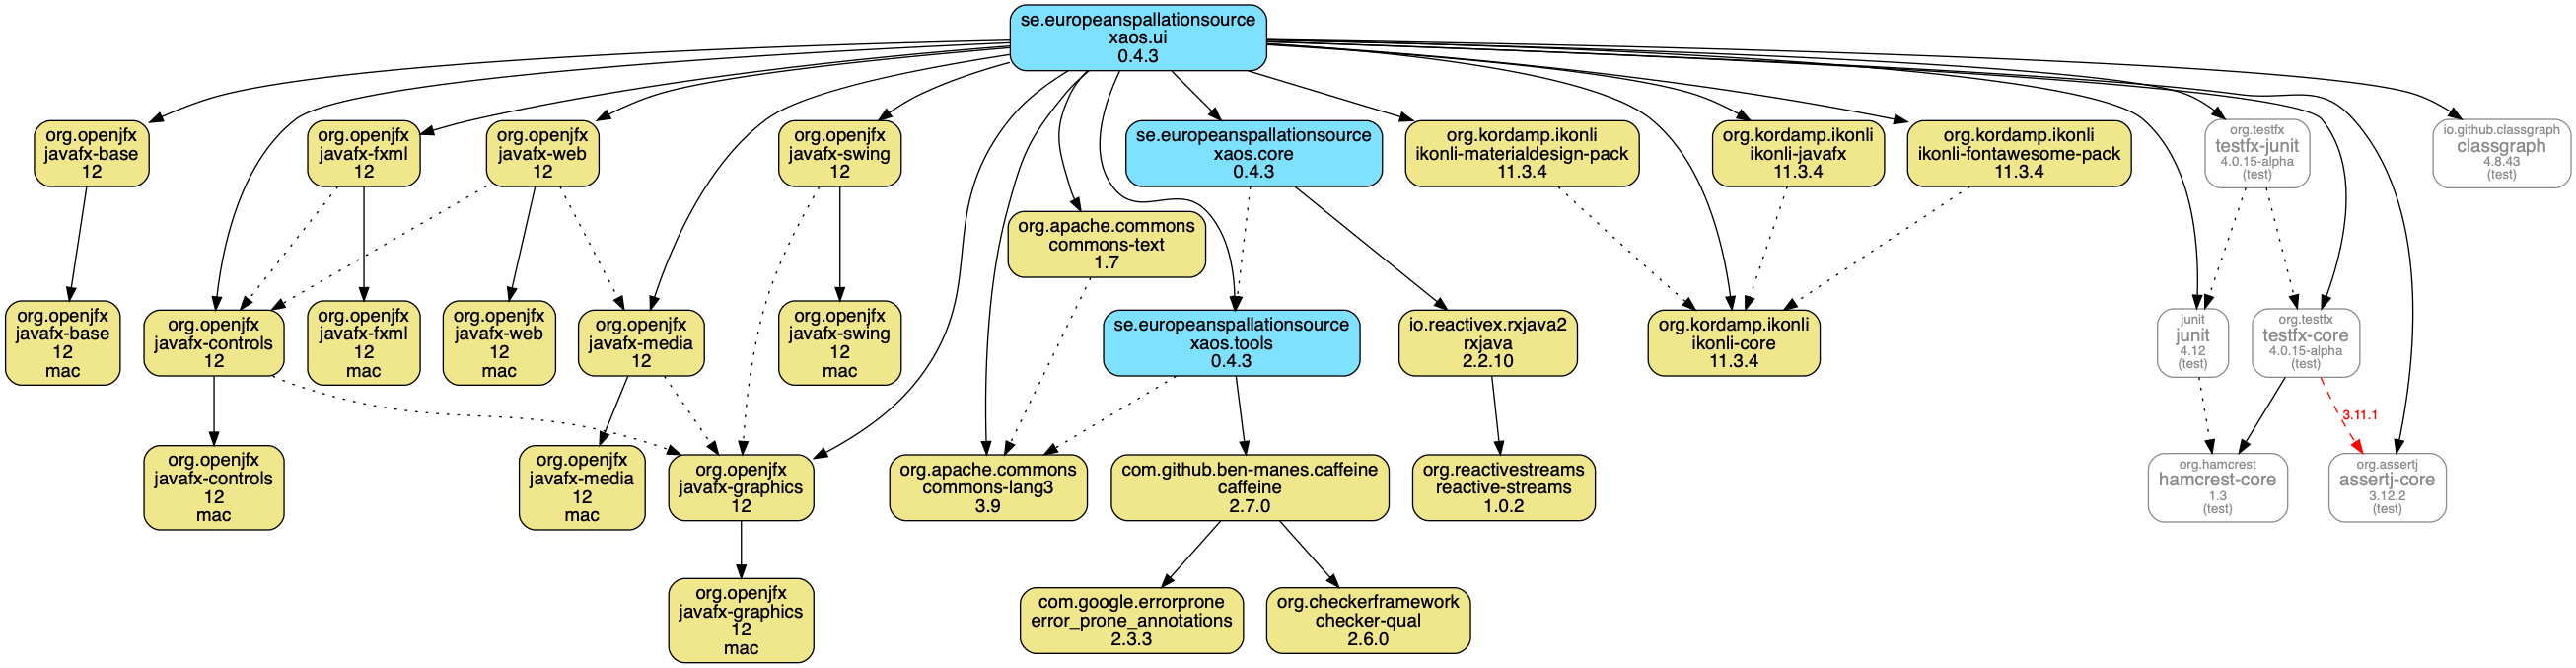 se.europeanspallationsource
xaos.ui
0.4.3
org.openjfx
javafx-base
12
org.openjfx
javafx-fxml
12
org.openjfx
javafx-web
12
org.openjfx
javafx-swing
12
se.europeanspallationsource
xaos.core
0.4.3
org.kordamp.ikonli
ikonli-materialdesign-pack
11.3.4
org.kordamp.ikonli
ikonli-javafx
11.3.4
org.kordamp.ikonli
ikonli-fontawesome-pack
11.3.4
org.testfx
testfx-junit
4.0.15-alpha
(test)
io.github.classgraph
classgraph
4.8.43
(test)
org.apache.commons
commons-text
1.7
org.openjfx
javafx-base
12
mac
org.openjfx
javafx-controls
12
org.openjfx
javafx-fxml
12
mac
org.openjfx
javafx-web
12
mac
org.openjfx
javafx-media
12
org.openjfx
javafx-swing
12
mac
se.europeanspallationsource
xaos.tools
0.4.3
io.reactivex.rxjava2
rxjava
2.2.10
org.kordamp.ikonli
ikonli-core
11.3.4
junit
junit
4.12
(test)
org.testfx
testfx-core
4.0.15-alpha
(test)
3.11.1
org.openjfx
javafx-controls
12
mac
org.openjfx
javafx-media
12
mac
org.openjfx
javafx-graphics
12
org.apache.commons
commons-lang3
3.9
com.github.ben-manes.caffeine
caffeine
2.7.0
org.reactivestreams
reactive-streams
1.0.2
org.hamcrest
hamcrest-core
1.3
(test)
org.assertj
assertj-core
3.12.2
(test)
org.openjfx
javafx-graphics
12
mac
com.google.errorprone
error_prone_annotations
2.3.3
org.checkerframework
checker-qual
2.6.0